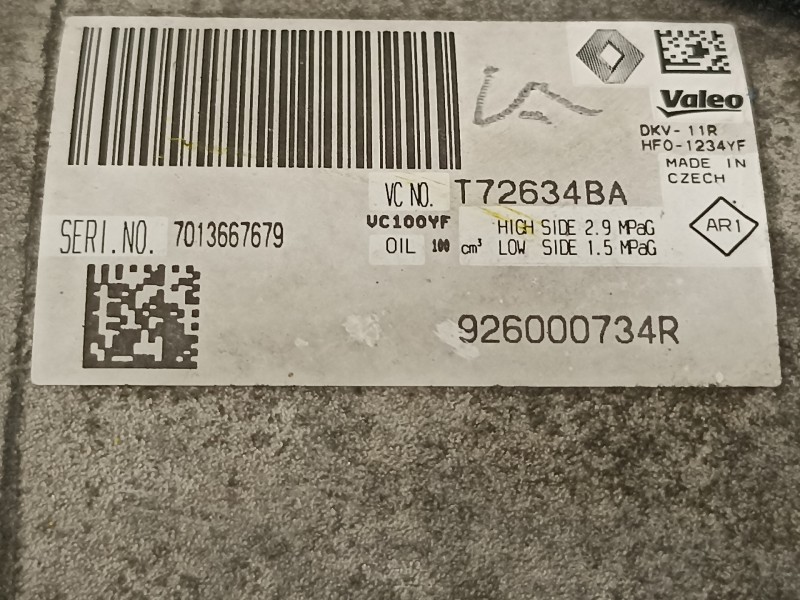 Valeo
DKV-11R
HFO-1234YF
MADE IN
CZECH
VC NO. T72634BA
VC100YF
OIL 100 cm³
HIGH SIDE 2.9 MPaG
LOW SIDE 1.5 MPaG
AR1
SERI.NO. 7013667679
926000734R